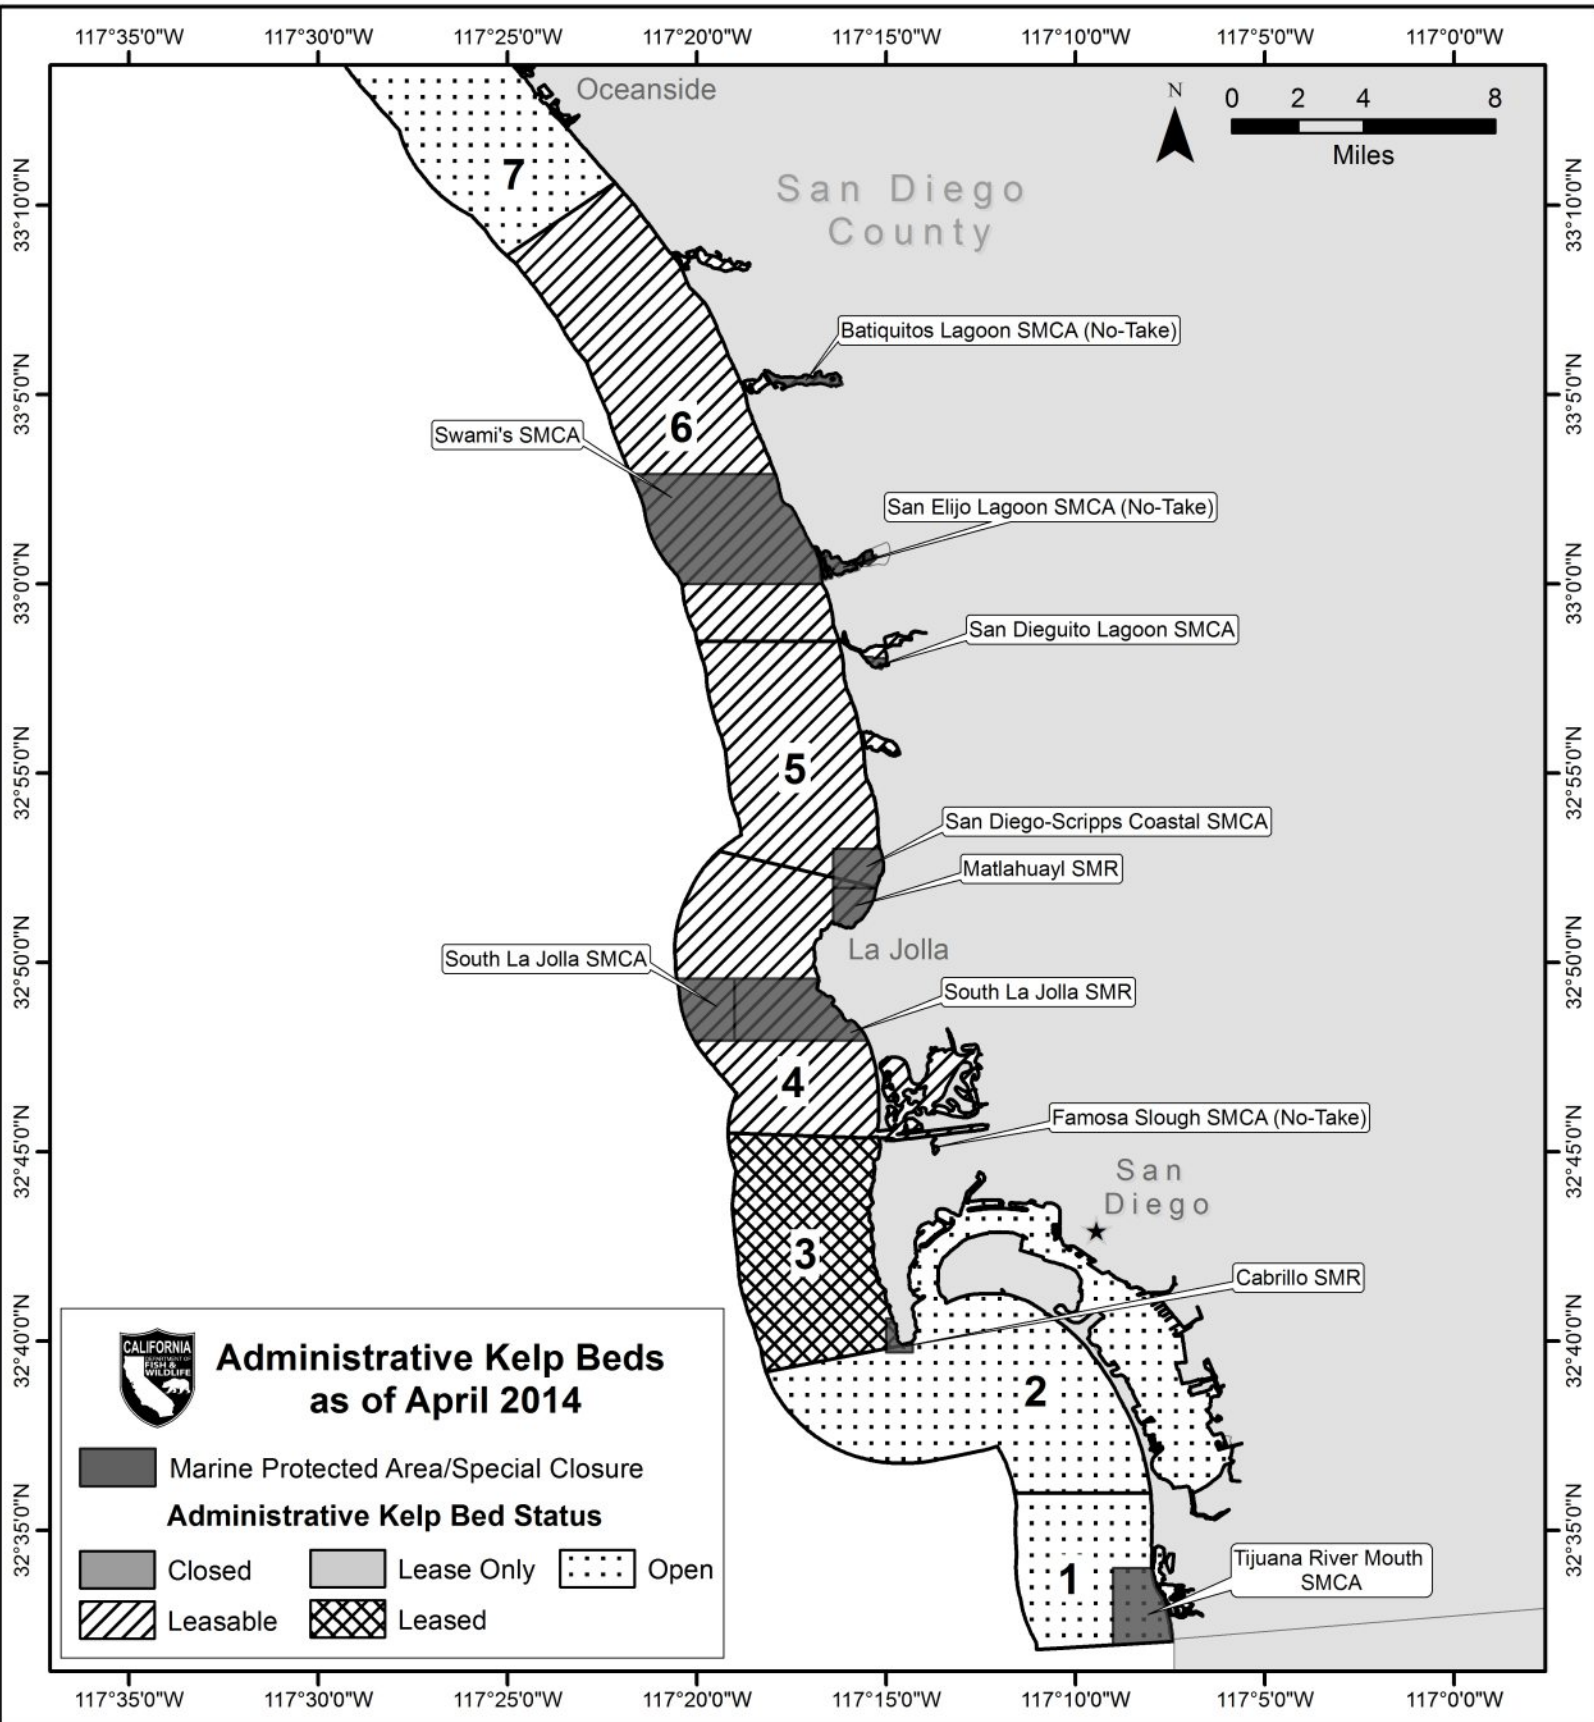 117°35'0"W 117°30'0"W 117°25'0"W 117°20'0"W 117°15'0"W 117°10'0"W 117°5'0"W 117°0'0"W
Oceanside
N
0 2 4 8
Miles
7
San Diego
County
33°10'0"N
33°10'0"N
Batiquitos Lagoon SMCA (No-Take)
33°5'0"N
33°5'0"N
6
Swami's SMCA
San Elijo Lagoon SMCA (No-Take)
33°0'0"N
33°0'0"N
San Dieguito Lagoon SMCA
5
32°55'0"N
32°55'0"N
San Diego-Scripps Coastal SMCA
Matlahuayl SMR
La Jolla
South La Jolla SMCA
32°50'0"N
32°50'0"N
South La Jolla SMR
4
Famosa Slough SMCA (No-Take)
32°45'0"N
32°45'0"N
San
Diego
3
Cabrillo SMR
32°40'0"N
32°40'0"N
2
CALIFORNIA
DEPARTMENT OF
FISH &
WILDLIFE
Administrative Kelp Beds
as of April 2014
Marine Protected Area/Special Closure
Administrative Kelp Bed Status
Closed
Lease Only
Open
Leasable
Leased
32°35'0"N
32°35'0"N
1
Tijuana River Mouth
SMCA
117°35'0"W 117°30'0"W 117°25'0"W 117°20'0"W 117°15'0"W 117°10'0"W 117°5'0"W 117°0'0"W